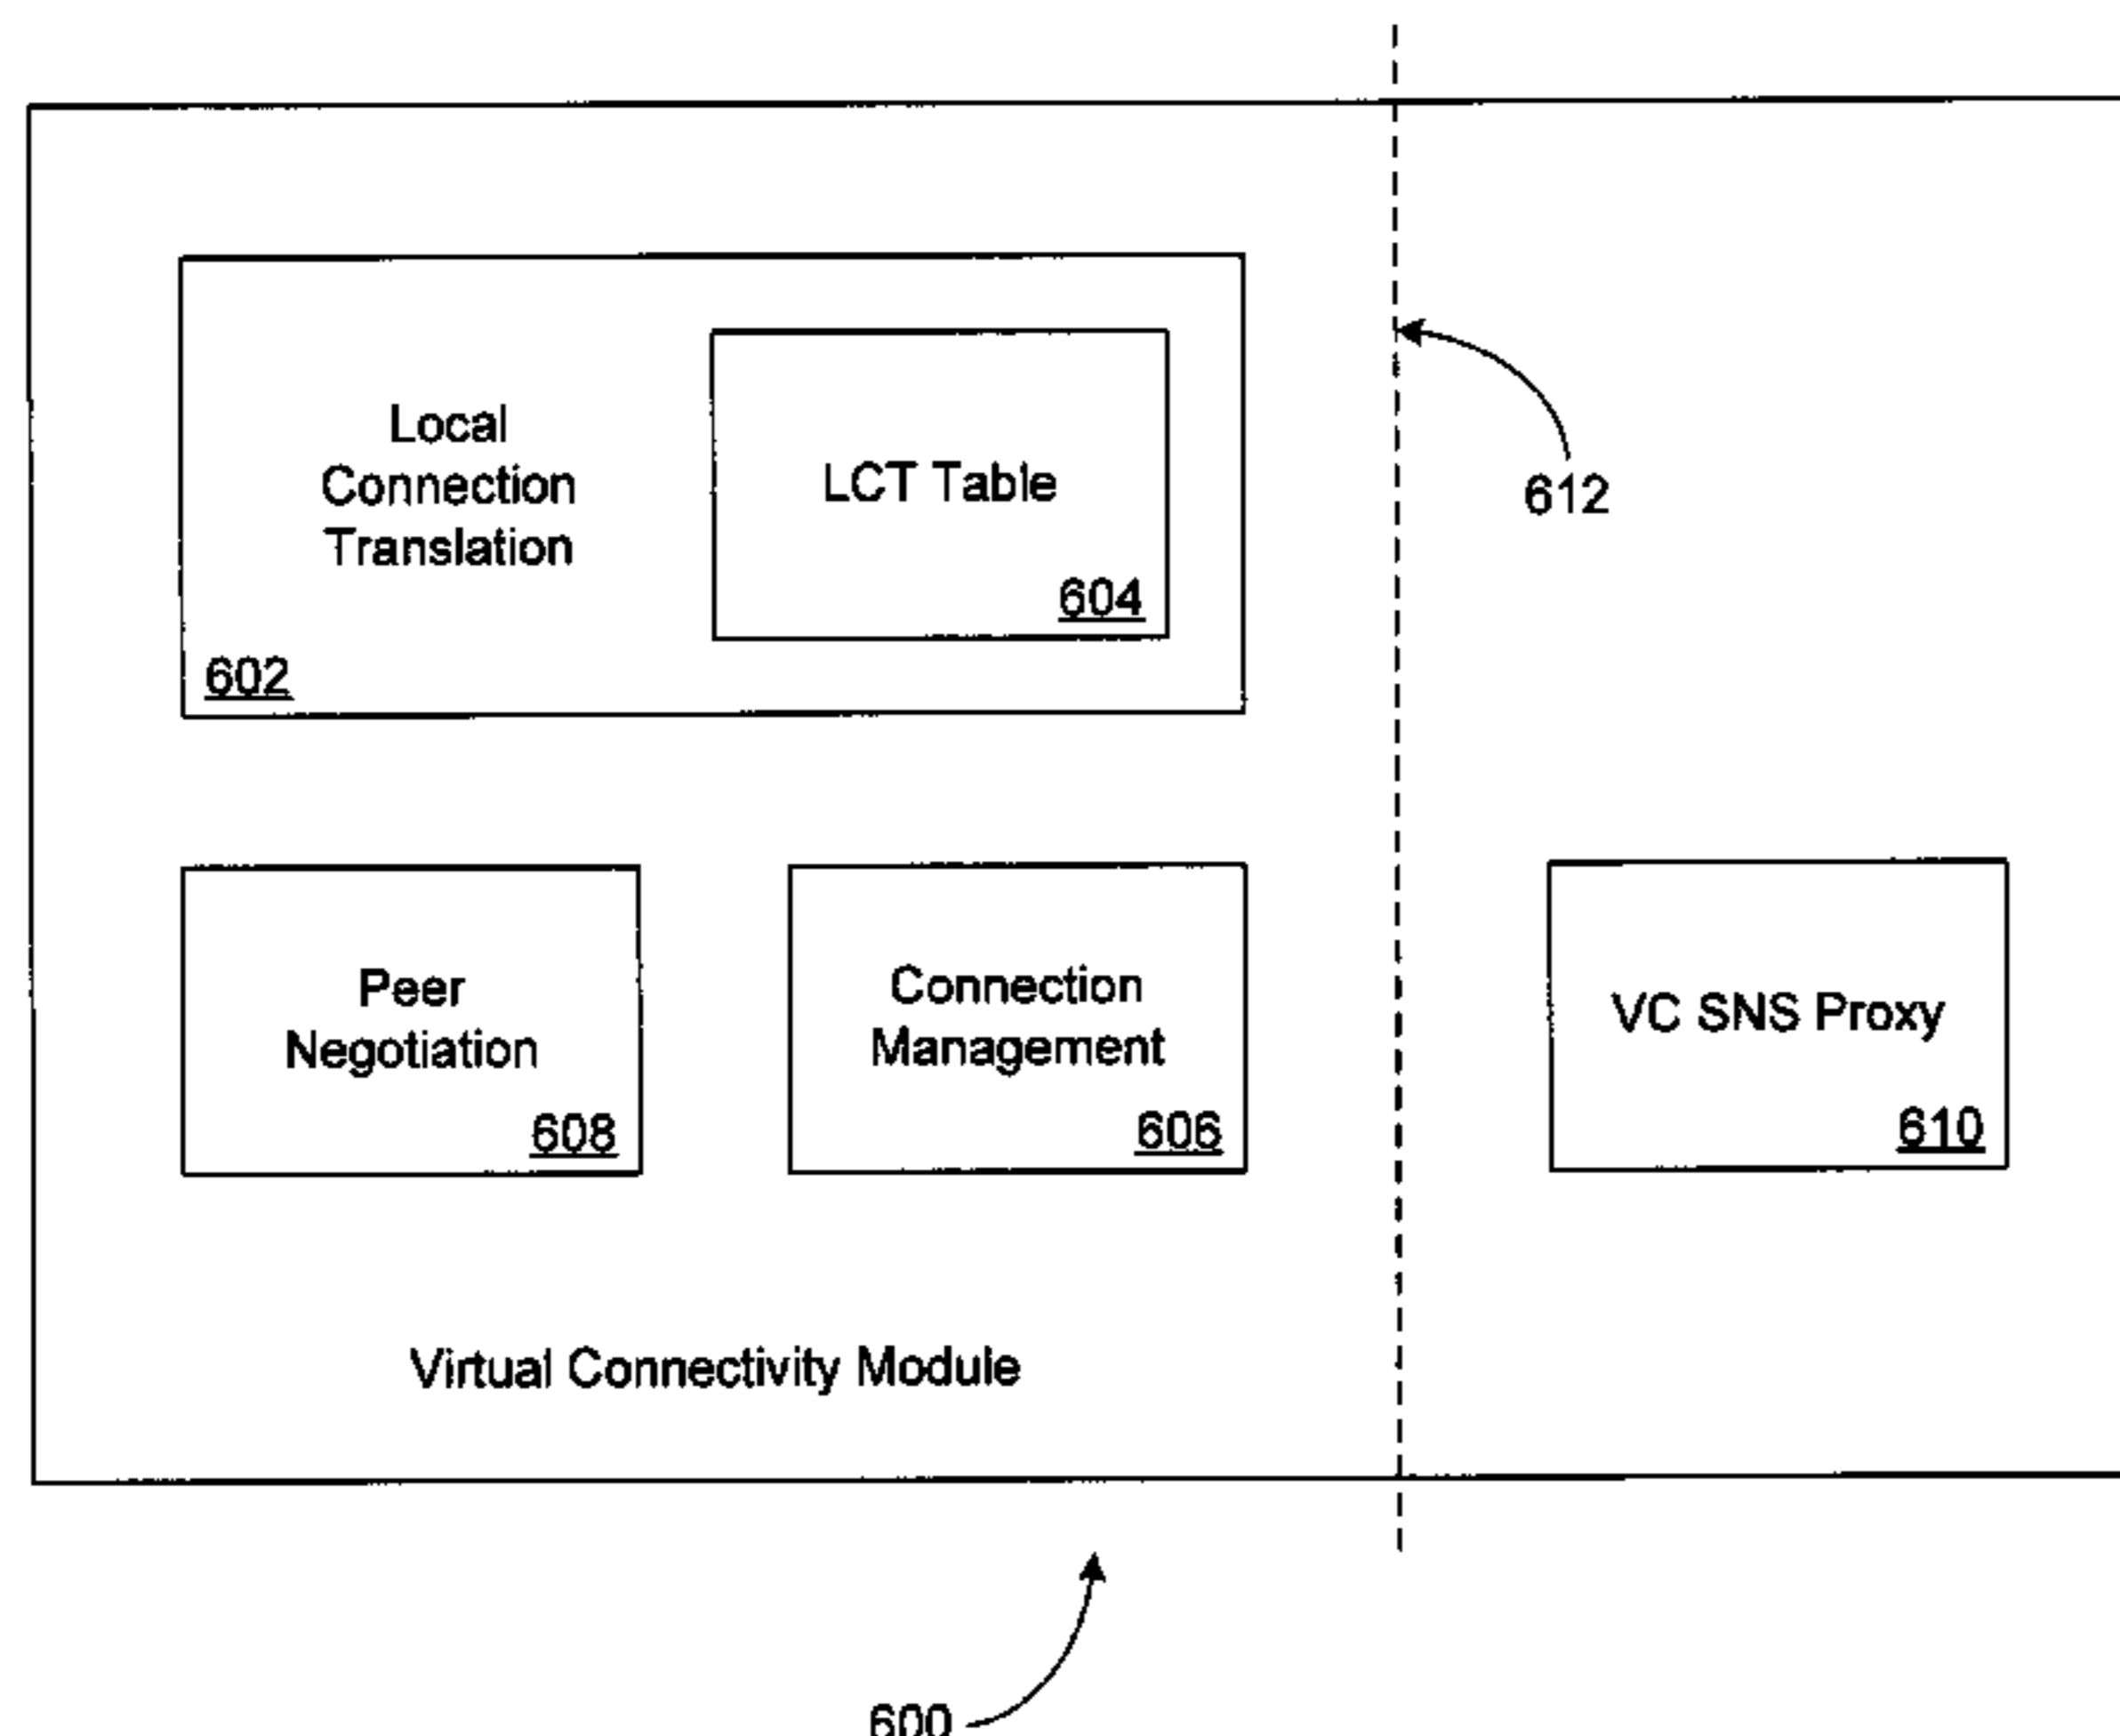 Local
Connection
Translation
602
LCT Table
604
612
Peer
Negotiation
608
Connection
Management
606
VC SNS Proxy
610
Virtual Connectivity Module
600